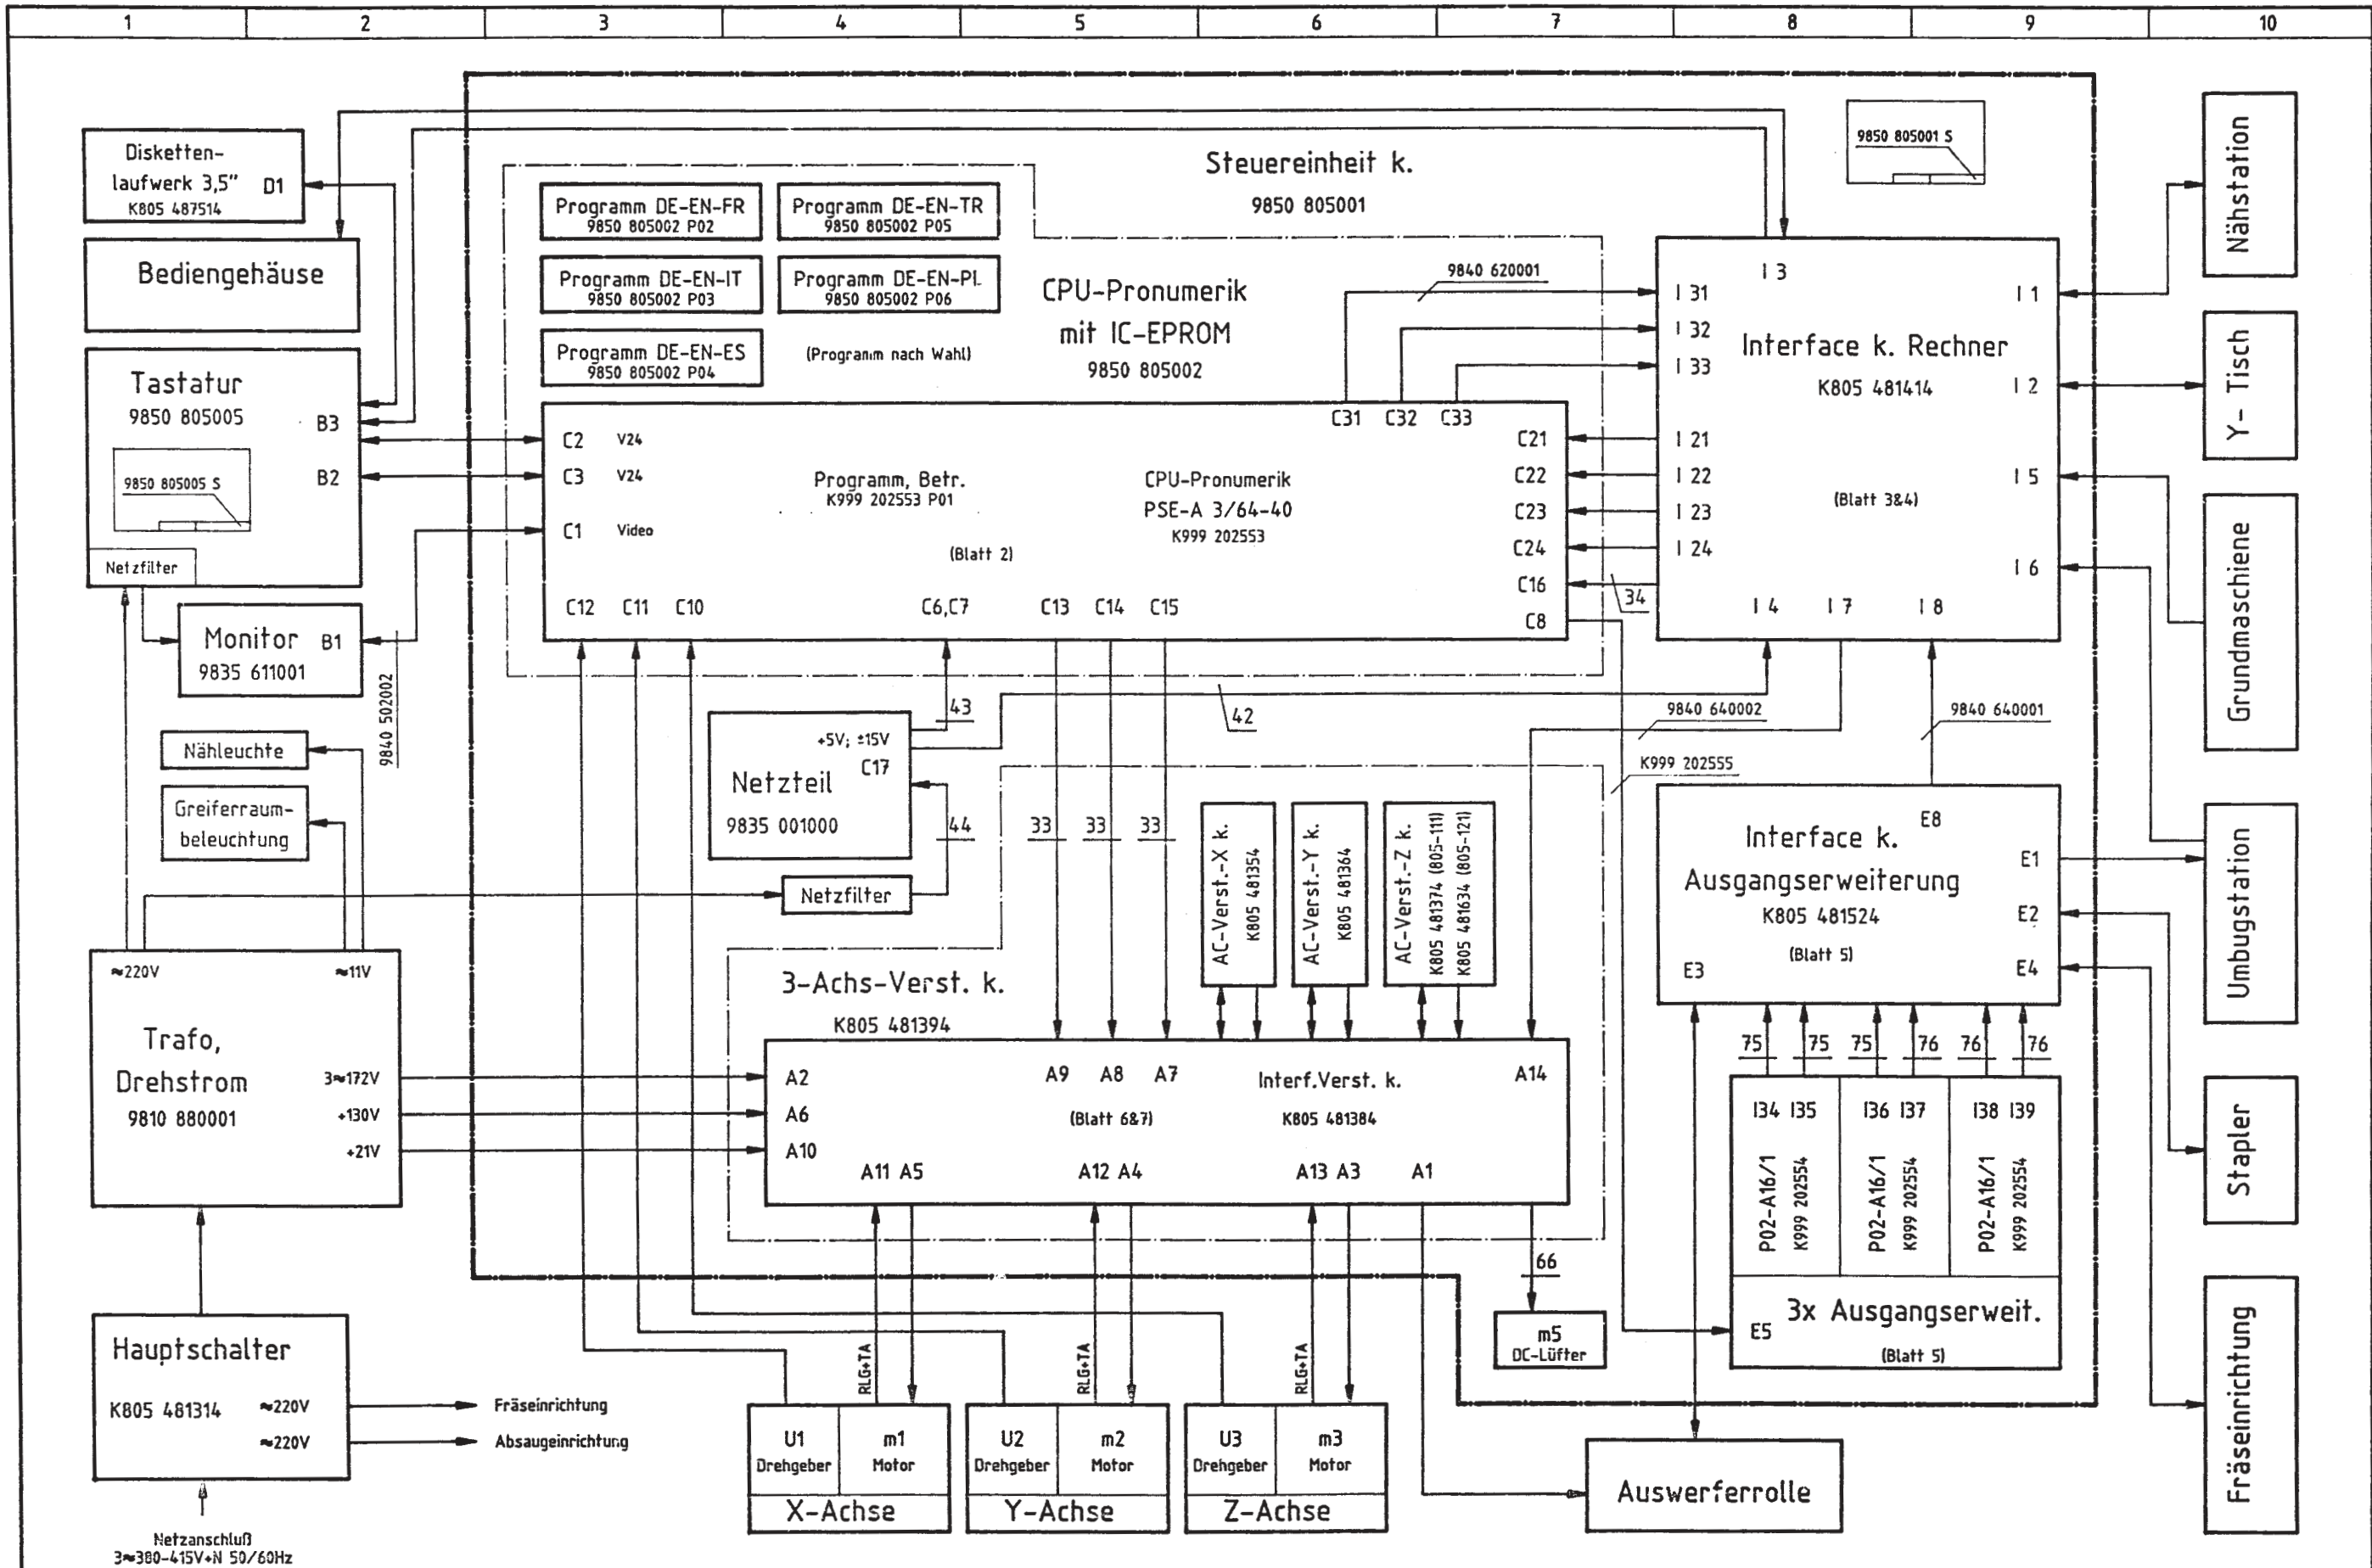 1 2 3 4 5 6 7 8 9 10
Disketten-
laufwerk 3,5" D1
K805 487514
Bediengehäuse
Tastatur
9850 805005
B3
B2
9850 805005 S
Netzfilter
Monitor B1
9835 611001
9840 502002
Nähleuchte
Greiferraum-
beleuchtung
≈220V ≈11V
Trafo,
Drehstrom
9810 880001
3≈172V
+130V
+21V
Hauptschalter
K805 481314 ≈220V
≈220V
Fräseinrichtung
Absaugeinrichtung
Netzanschluß
3≈380-415V+N 50/60Hz
Steuereinheit k.
9850 805001
9850 805001 S
Programm DE-EN-FR
9850 805002 P02
Programm DE-EN-TR
9850 805002 P05
Programm DE-EN-IT
9850 805002 P03
Programm DE-EN-PL
9850 805002 P06
Programm DE-EN-ES
9850 805002 P04
(Programm nach Wahl)
CPU-Pronumerik
mit IC-EPROM
9850 805002
9840 620001
C31 C32 C33
C2 V24
C3 V24
C1 Video
Programm, Betr.
K999 202553 P01
(Blatt 2)
CPU-Pronumerik
PSE-A 3/64-40
K999 202553
C21
C22
C23
C24
C16
C8
C12 C11 C10 C6,C7 C13 C14 C15
34
I 3
I 31
I 32
I 33
I 1
I 2
Interface k. Rechner
K805 481414
(Blatt 3&4)
I 21
I 22
I 23
I 24
I 5
I 6
I 4 I 7 I 8
43
42
9840 640002
9840 640001
K999 202555
+5V; ±15V
C17
Netzteil
9835 001000
44
33 33 33
Netzfilter
AC-Verst.-X k.
K805 481354
AC-Verst.-Y k.
K805 481364
AC-Verst.-Z k.
K805 481374 (805-111)
K805 481634 (805-121)
3-Achs-Verst. k.
K805 481394
A2
A6
A10
A9 A8 A7
(Blatt 6&7)
Interf.Verst. k.
K805 481384
A14
A11 A5 A12 A4 A13 A3 A1
66
RLG+TA
RLG+TA
RLG+TA
m5
DC-Lüfter
E8
Interface k.
Ausgangserweiterung
K805 481524
(Blatt 5)
E1
E2
E4
E3
75 75 75 76 76 76
I34 I35 I36 I37 I38 I39
P02-A16/1
K999 202554
P02-A16/1
K999 202554
P02-A16/1
K999 202554
3x Ausgangserweit.
E5
(Blatt 5)
U1
Drehgeber
m1
Motor
X-Achse
U2
Drehgeber
m2
Motor
Y-Achse
U3
Drehgeber
m3
Motor
Z-Achse
Auswerferrolle
Nähstation
Y- Tisch
Grundmaschiene
Umbugstation
Stapler
Fräseinrichtung